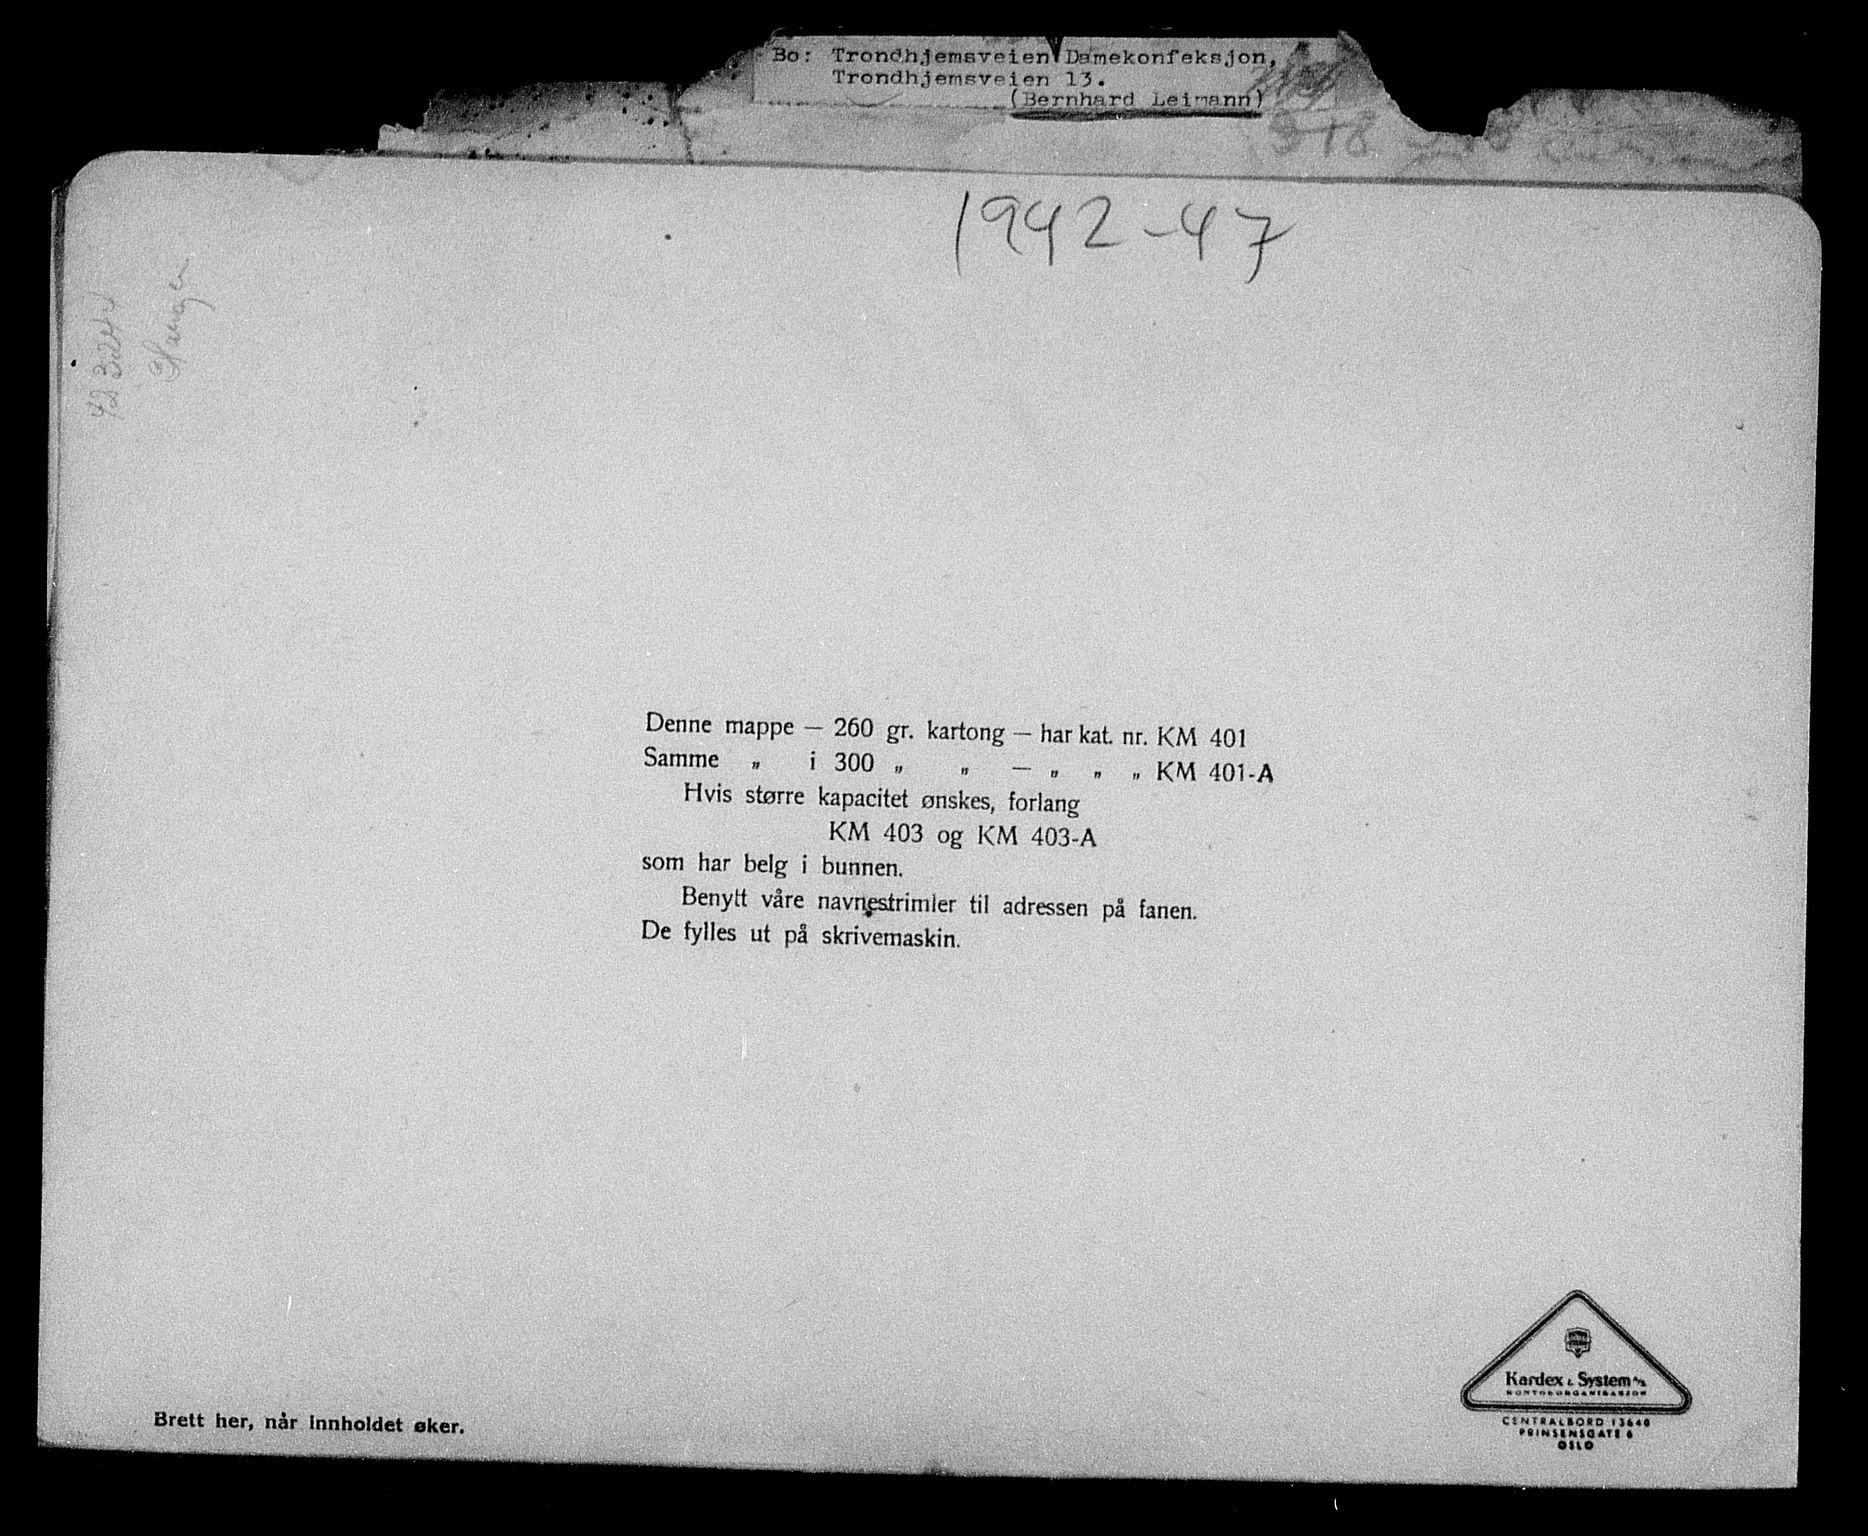 Bo: Trondhjemsveien Damekonfeksjon,
Trondhjemsveien 13.
(Bernhard Leimann)
1942-47
Denne mappe — 260 gr. kartong — har kat. nr. KM 401
Samme „ i 300 „ „ — „ „ „ KM 401-A
Hvis større kapacitet ønskes, forlang
KM 403 og KM 403-A
som har belg i bunnen.
Benytt våre navnestrimler til adressen på fanen.
De fylles ut på skrivemaskin.
Brett her, når innholdet øker.
Kardex & System A/S
KONTORORGANISASJON
CENTRALBORD 13640
PRINSENSGATE 6
OSLO